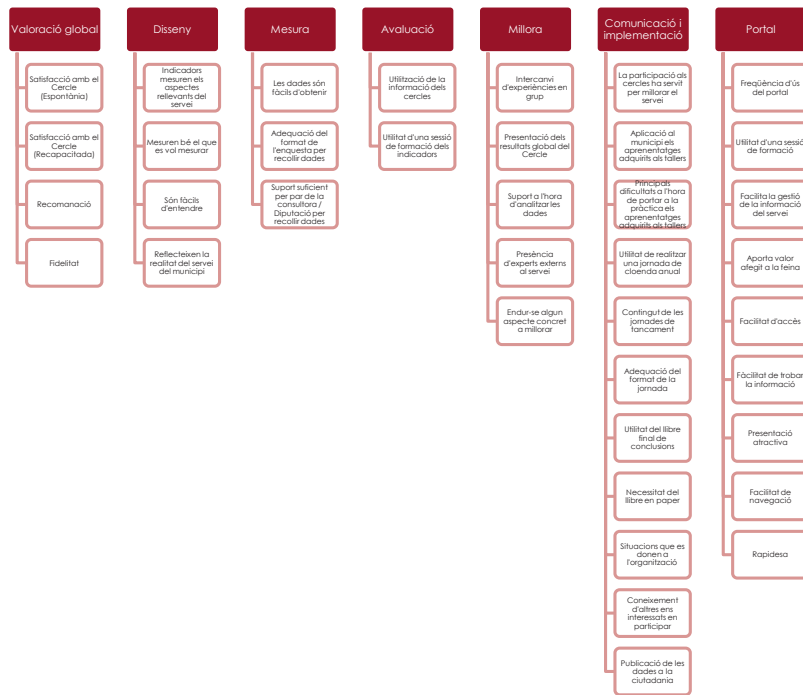 Valoració global
Satisfacció amb el
Cercle
(Espontània)
Satisfacció amb el
Cercle
(Recapacitada)
Recomanació
Fidelitat
Disseny
Indicadors
mesuren els
aspectes
rellevants del
servei
Mesuren bé el que
es vol mesurar
Són fàcils
d'entendre
Reflecteixen la
realitat del servei
del municipi
Mesura
Les dades són
fàcils d'obtenir
Adequació del
format de
l'enquesta per
recollir dades
Suport suficient
per par de la
consultora /
Diputació per
recollir dades
Avaluació
Utilització de la
informació dels
cercles
Utilitat d'una sessió
de formació dels
indicadors
Millora
Intercanvi
d'experiències en
grup
Presentació dels
resultats global del
Cercle
Suport a l'hora
d'analitzar les
dades
Presència
d'experts externs
al servei
Endur-se algun
aspecte concret
a millorar
Comunicació i
implementació
La participació als
cercles ha servit
per millorar el
servei
Aplicació al
municipi els
aprenentatges
adquirits als tallers
Principals
dificultats a l'hora
de portar a la
pràctica els
aprenentatges
adquirits als tallers
Utilitat de realitzar
una jornada de
cloenda anual
Contingut de les
jornades de
tancament
Adequació del
format de la
jornada
Utilitat del llibre
final de
conclusions
Necessitat del
llibre en paper
Situacions que es
donen a
l'organització
Coneixement
d'altres ens
interessats en
participar
Publicació de les
dades a la
ciutadania
Portal
Freqüència d'ús
del portal
Utilitat d'una sessió
de formació
Facilita la gestió
de la informació
del servei
Aporta valor
afegit a la feina
Facilitat d'accés
Fàcilitat de trobar
la informació
Presentació
atractiva
Facilitat de
navegació
Rapidesa